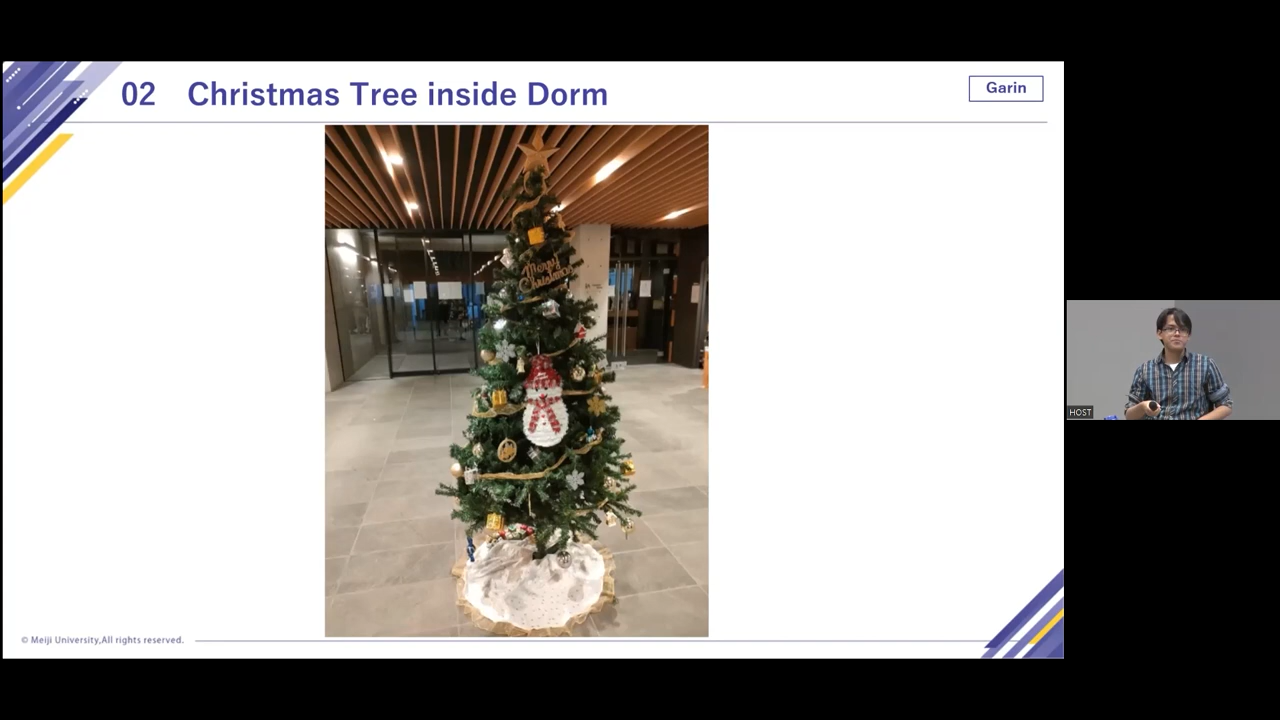 02 Christmas Tree inside Dorm
Garin
Merry
Christmas
HOST
© Meiji University,All rights reserved.